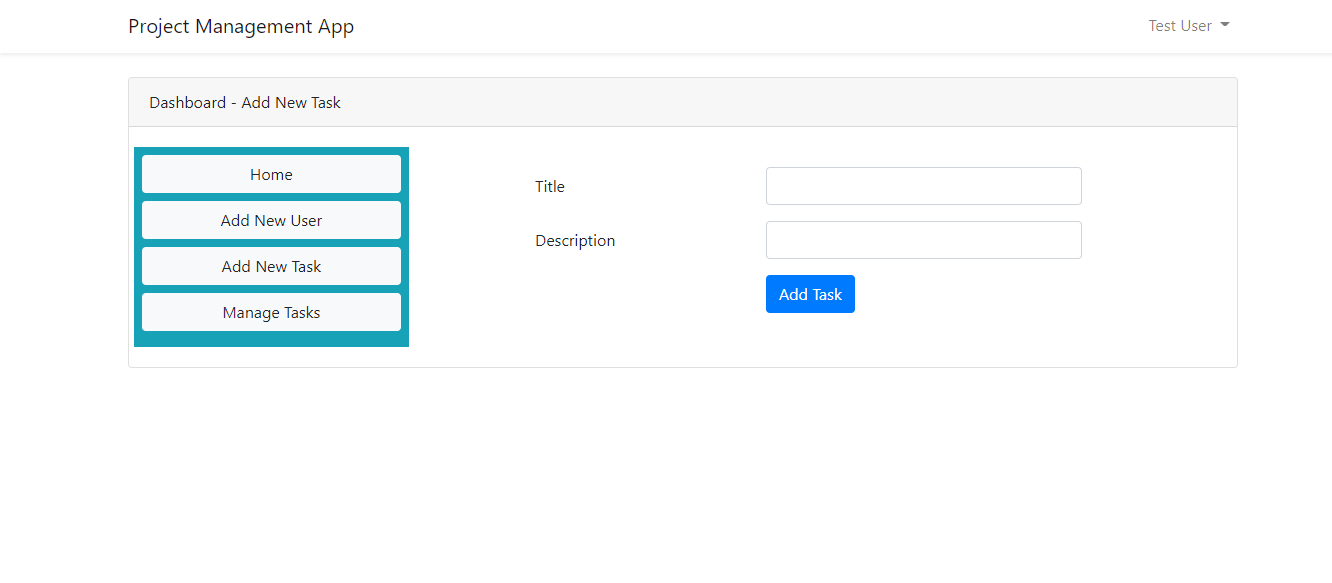 Project Management App
Test User
Dashboard - Add New Task
Home
Add New User
Add New Task
Manage Tasks
Title
Description
Add Task